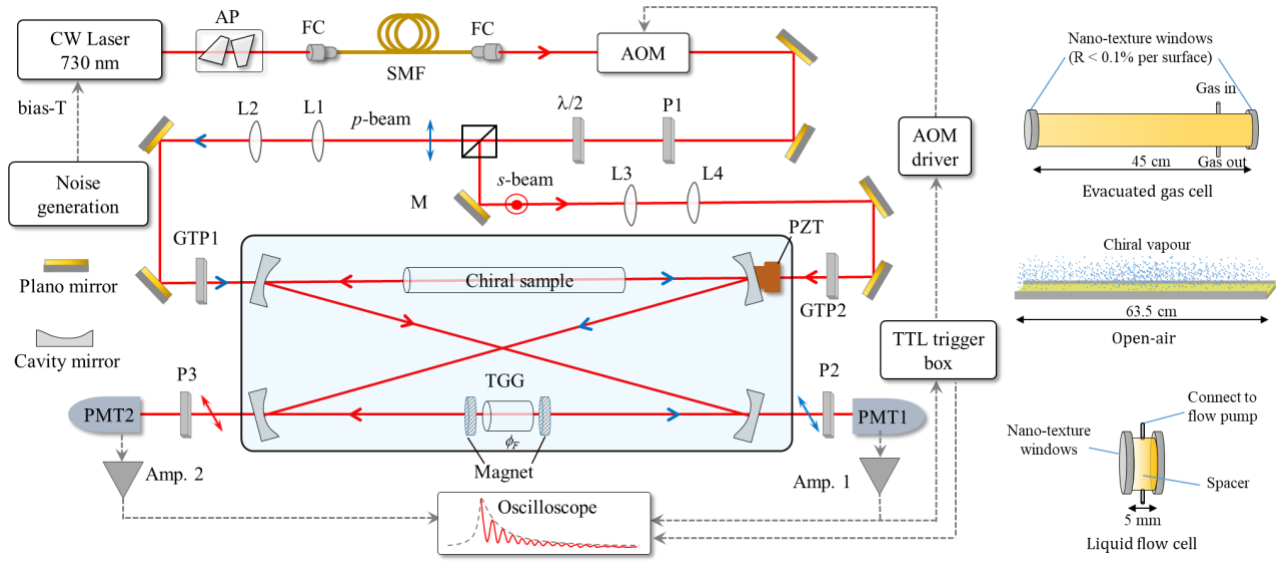 AP
FC
FC
CW Laser
730 nm
SMF
AOM
bias-T
L2
L1
p-beam
λ/2
P1
AOM
driver
Noise
generation
M
s-beam
L3
L4
GTP1
PZT
Chiral sample
GTP2
Plano mirror
Cavity mirror
TTL trigger
box
P3
TGG
P2
PMT2
ϕF
PMT1
Magnet
Amp. 2
Amp. 1
Oscilloscope
Nano-texture windows
(R < 0.1% per surface)
Gas in
Gas out
45 cm
Evacuated gas cell
Chiral vapour
63.5 cm
Open-air
Connect to
flow pump
Nano-texture
windows
Spacer
5 mm
Liquid flow cell